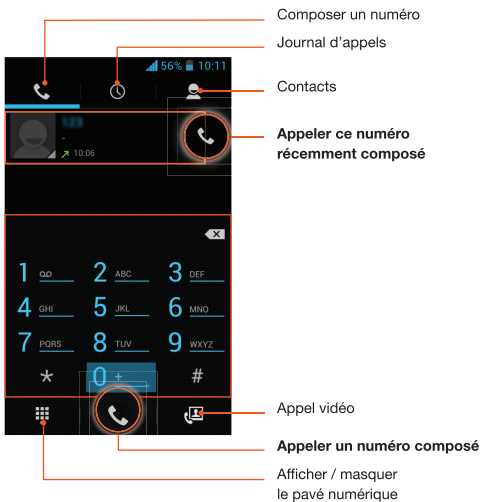 Composer un numéro
Journal d'appels
56% 10:11
Contacts
123
-
10:06
Appeler ce numéro
récemment composé
1
2 ABC
3 DEF
4 GHI
5 JKL
6 MNO
7 PQRS
8 TUV
9 WXYZ
*
0 +
#
Appel vidéo
Appeler un numéro composé
Afficher / masquer
le pavé numérique